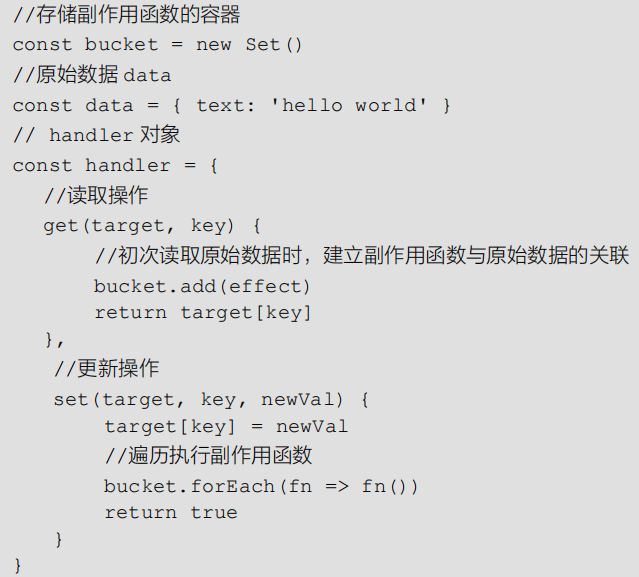 //存储副作用函数的容器
const bucket = new Set()
//原始数据 data
const data = { text: 'hello world' }
// handler 对象
const handler = {
//读取操作
get(target, key) {
//初次读取原始数据时，建立副作用函数与原始数据的关联
bucket.add(effect)
return target[key]
},
//更新操作
set(target, key, newVal) {
target[key] = newVal
//遍历执行副作用函数
bucket.forEach(fn => fn())
return true
}
}